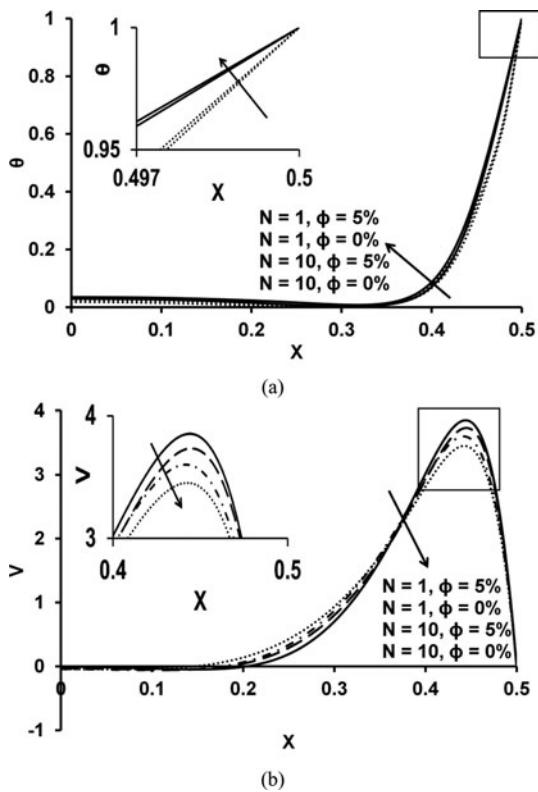 1
0.8
0.6
θ
0.4
0.2
0
0 0.1 0.2 0.3 0.4 0.5
X
1
θ
0.95
0.497 0.5
X
N = 1, ϕ = 5%
N = 1, ϕ = 0%
N = 10, ϕ = 5%
N = 10, ϕ = 0%
(a)
4
3
2
V
1
0
-1
0 0.1 0.2 0.3 0.4 0.5
X
4
V
3
0.4 0.5
X
N = 1, ϕ = 5%
N = 1, ϕ = 0%
N = 10, ϕ = 5%
N = 10, ϕ = 0%
(b)